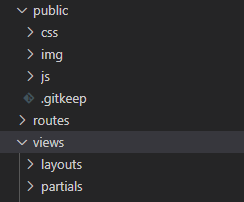 public
css
img
js
.gitkeep
routes
views
layouts
partials